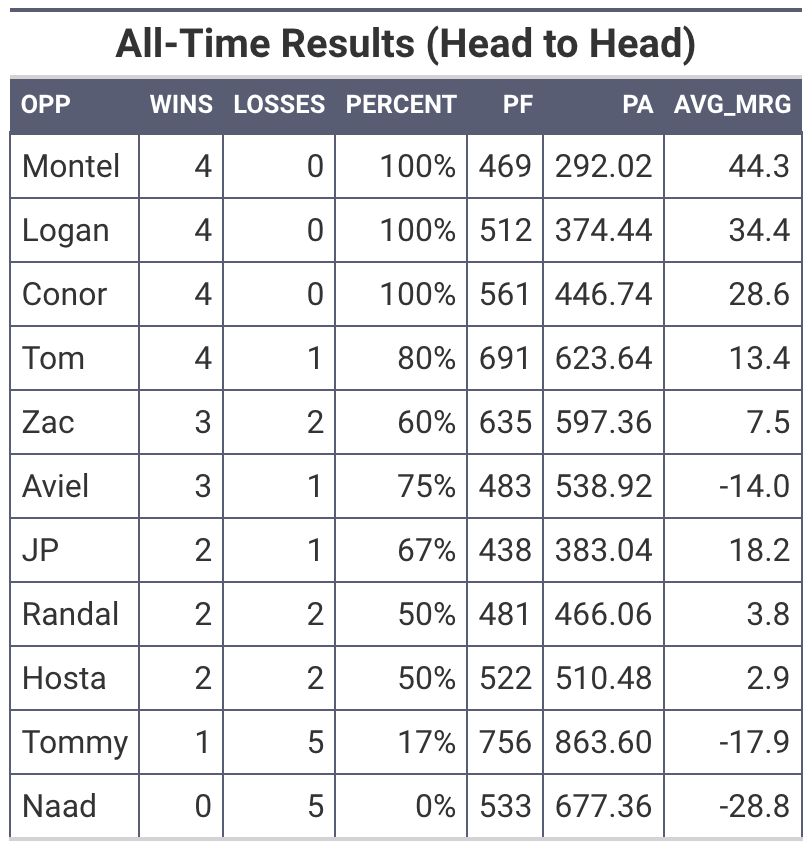 All-Time Results (Head to Head)
OPP WINS LOSSES PERCENT PF PA AVG_MRG
Montel 4 0 100% 469 292.02 44.3
Logan 4 0 100% 512 374.44 34.4
Conor 4 0 100% 561 446.74 28.6
Tom 4 1 80% 691 623.64 13.4
Zac 3 2 60% 635 597.36 7.5
Aviel 3 1 75% 483 538.92 -14.0
JP 2 1 67% 438 383.04 18.2
Randal 2 2 50% 481 466.06 3.8
Hosta 2 2 50% 522 510.48 2.9
Tommy 1 5 17% 756 863.60 -17.9
Naad 0 5 0% 533 677.36 -28.8